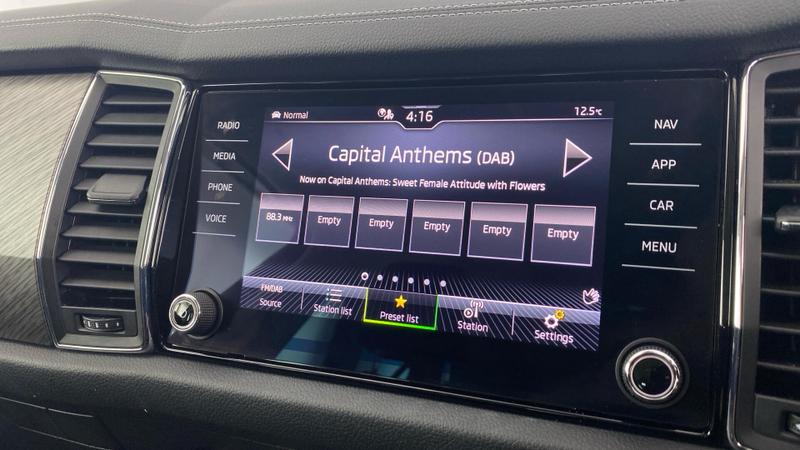 RADIO
MEDIA
PHONE
VOICE
Normal
4:16
12.5°C
Capital Anthems (DAB)
Now on Capital Anthems: Sweet Female Attitude with Flowers
88.3 MHz
Empty
Empty
Empty
Empty
Empty
FM/DAB
Source
Station list
Preset list
Station
Settings
NAV
APP
CAR
MENU